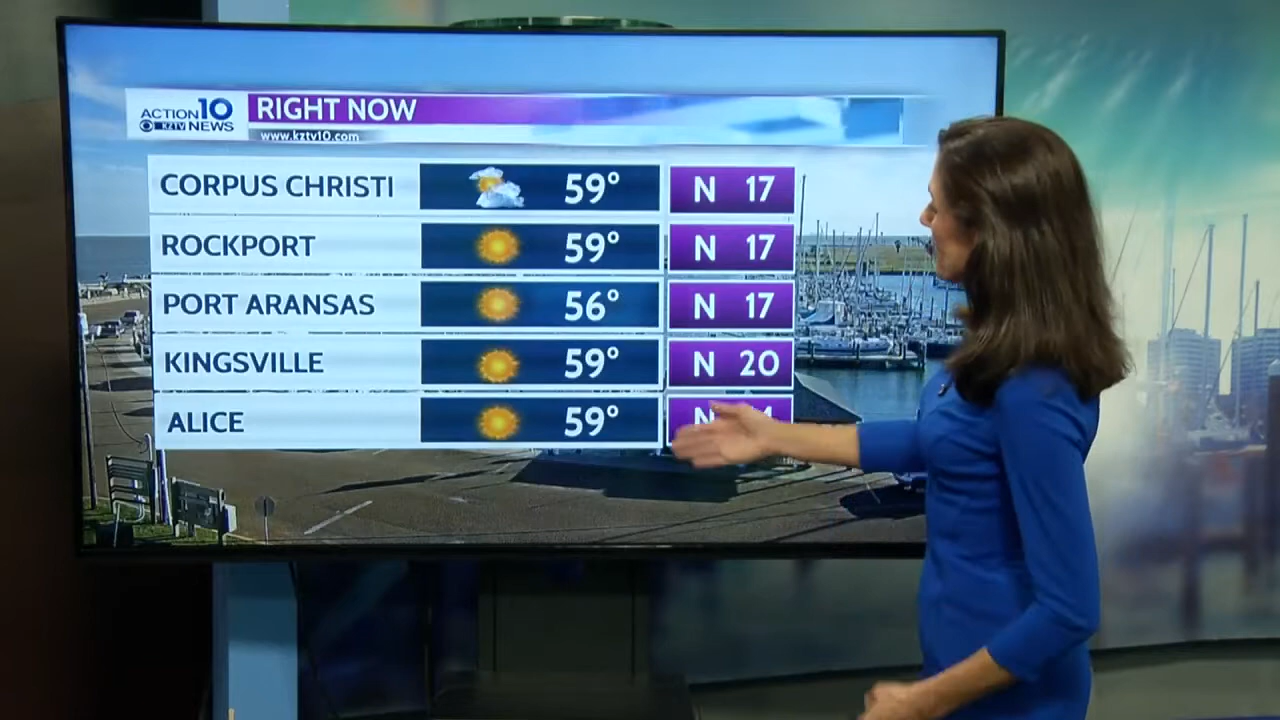 ACTION 10
KZTV NEWS
RIGHT NOW
www.kztv10.com
CORPUS CHRISTI 59° N 17
ROCKPORT 59° N 17
PORT ARANSAS 56° N 17
KINGSVILLE 59° N 20
ALICE 59° N